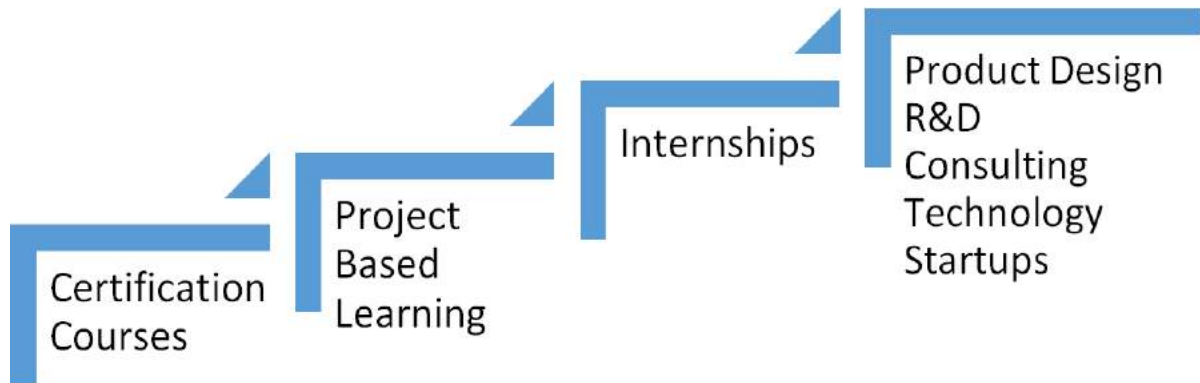 Certification
Courses
Project
Based
Learning
Internships
Product Design
R&D
Consulting
Technology
Startups